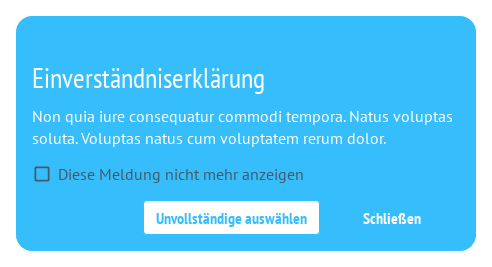 Einverständniserklärung
Non quia iure consequatur commodi tempora. Natus voluptas
soluta. Voluptas natus cum voluptatem rerum dolor.
Diese Meldung nicht mehr anzeigen
Unvollständige auswählen Schließen